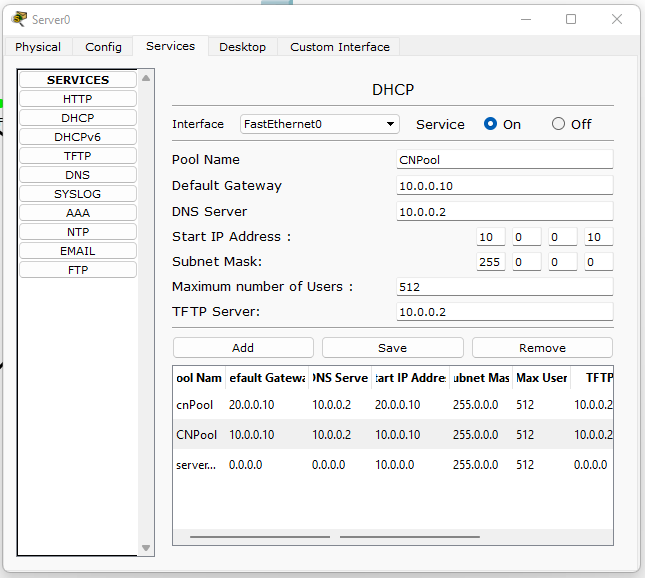 Server0
Physical Config Services Desktop Custom Interface
SERVICES
HTTP
DHCP
DHCPv6
TFTP
DNS
SYSLOG
AAA
NTP
EMAIL
FTP
DHCP
Interface FastEthernet0 Service On Off
Pool Name CNPool
Default Gateway 10.0.0.10
DNS Server 10.0.0.2
Start IP Address : 10 0 0 10
Subnet Mask: 255 0 0 0
Maximum number of Users : 512
TFTP Server: 10.0.0.2
Add Save Remove
ool Nam efault Gatewa DNS Serve tart IP Addre ubnet Mas Max User TFTP
cnPool 20.0.0.10 10.0.0.2 20.0.0.10 255.0.0.0 512 10.0.0.2
CNPool 10.0.0.10 10.0.0.2 10.0.0.10 255.0.0.0 512 10.0.0.2
server... 0.0.0.0 0.0.0.0 10.0.0.0 255.0.0.0 512 0.0.0.0